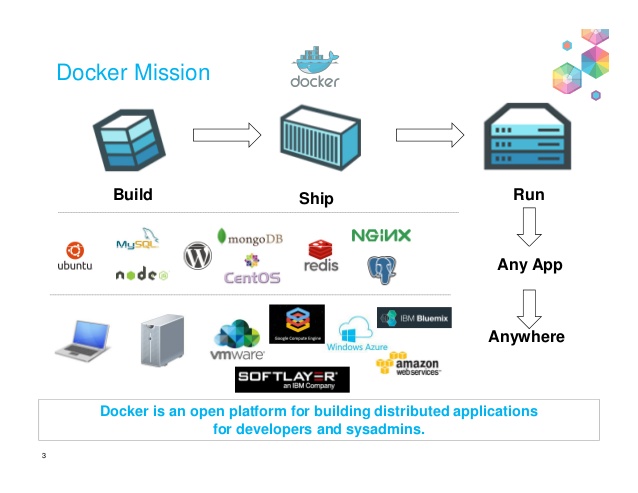 Docker Mission
docker
Build
Ship
Run
ubuntu
MySQL
node
JS
mongoDB
CentOS
redis
NGINX
Any App
vmware
Google Compute Engine
Windows Azure
IBM Bluemix
SOFTLAYER®
an IBM Company
amazon
web services™
Anywhere
Docker is an open platform for building distributed applications
for developers and sysadmins.
3